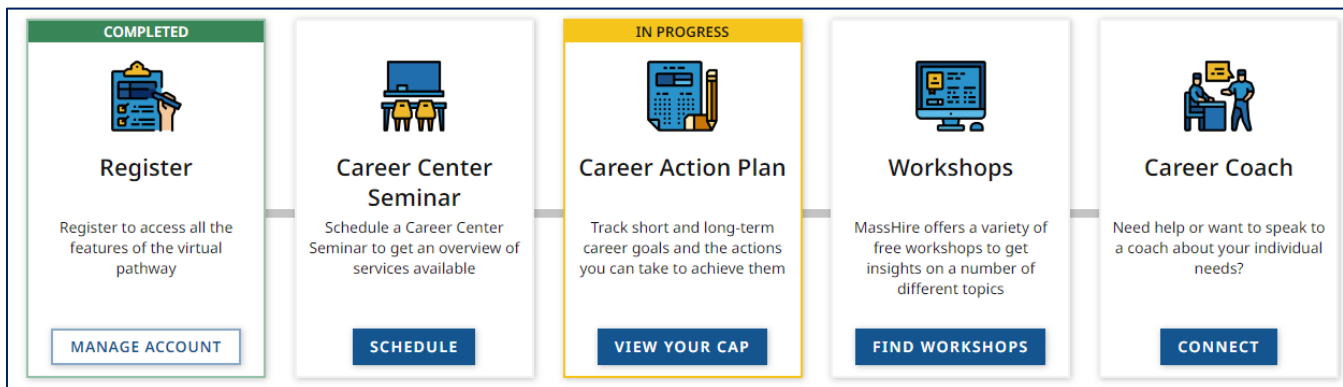 COMPLETED
Register
Register to access all the
features of the virtual
pathway
MANAGE ACCOUNT
Career Center
Seminar
Schedule a Career Center
Seminar to get an overview of
services available
SCHEDULE
IN PROGRESS
Career Action Plan
Track short and long-term
career goals and the actions
you can take to achieve them
VIEW YOUR CAP
Workshops
MassHire offers a variety of
free workshops to get
insights on a number of
different topics
FIND WORKSHOPS
Career Coach
Need help or want to speak to
a coach about your individual
needs?
CONNECT